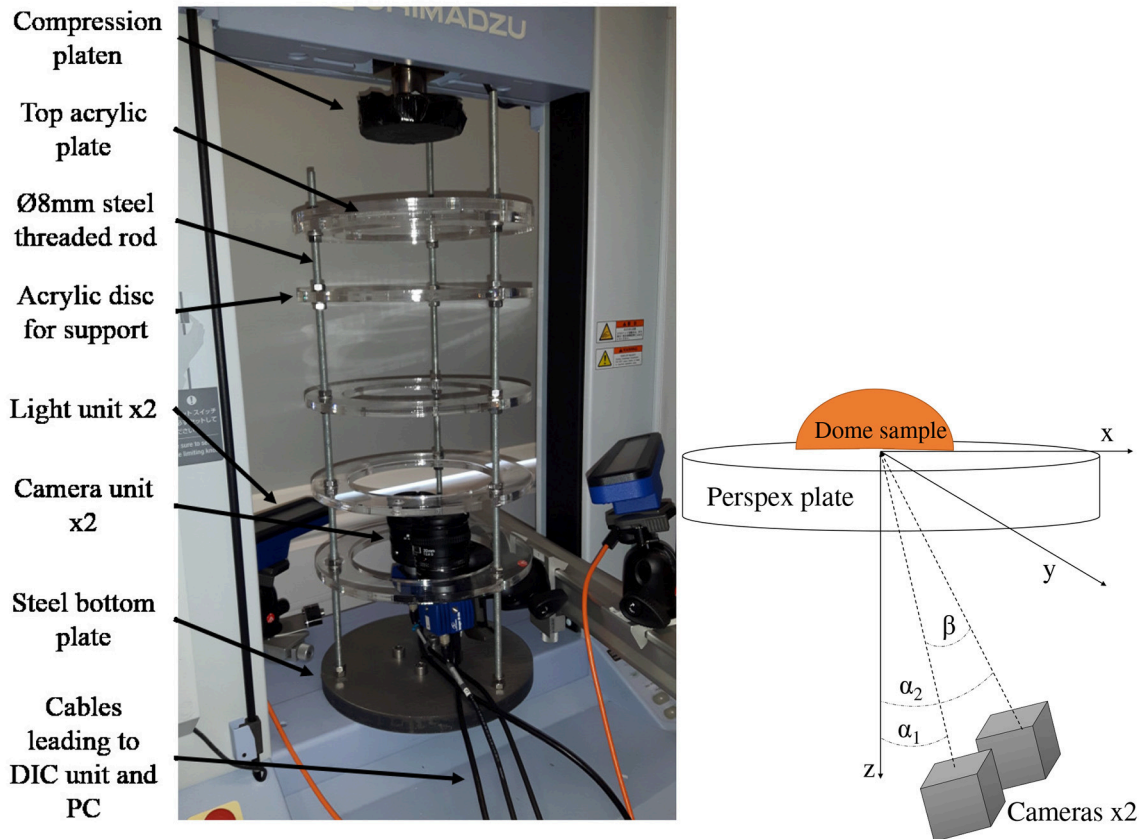 Compression
platen
Top acrylic
plate
Ø8mm steel
threaded rod
Acrylic disc
for support
Light unit x2
Camera unit
x2
Steel bottom
plate
Cables
leading to
DIC unit and
PC
SHIMADZU
Dome sample
Perspex plate
x
y
β
α₂
α₁
z
Cameras x2